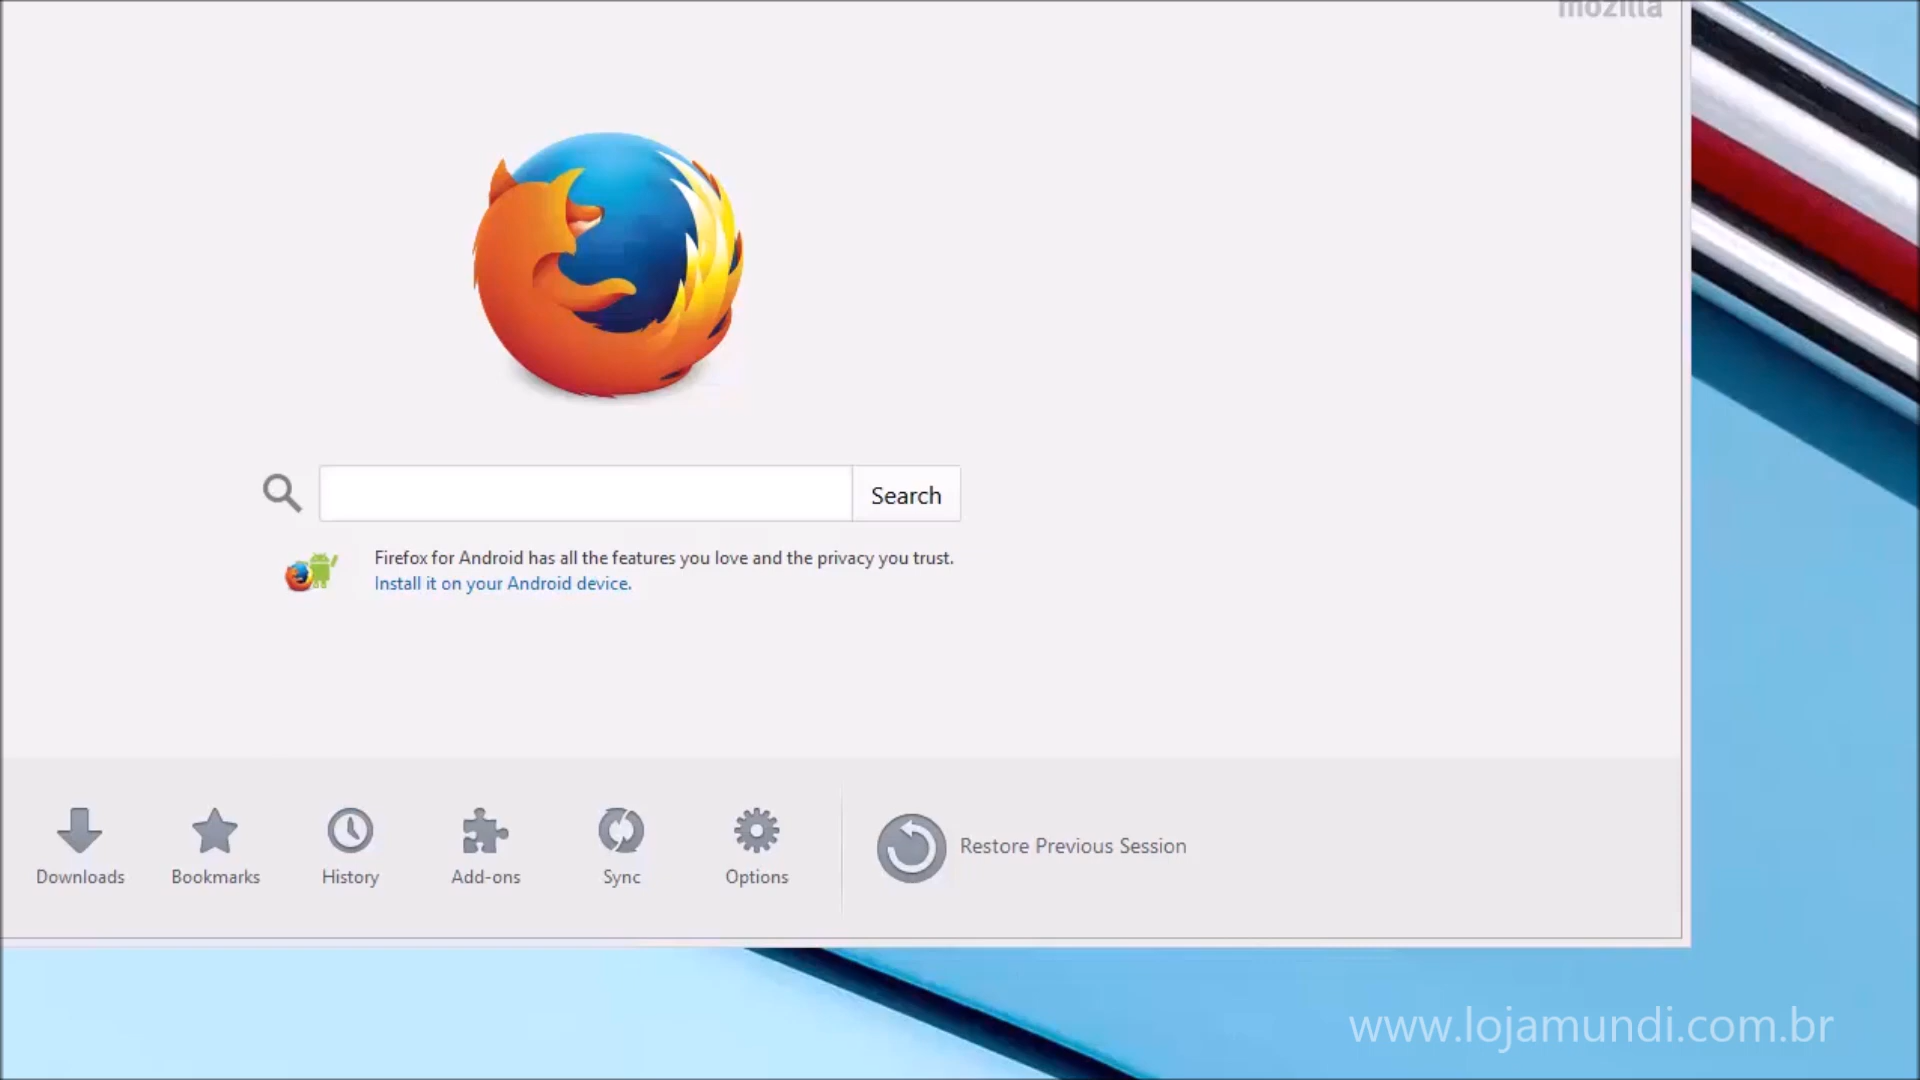 mozilla
Search
Firefox for Android has all the features you love and the privacy you trust.
Install it on your Android device.
Downloads
Bookmarks
History
Add-ons
Sync
Options
Restore Previous Session
www.lojamundi.com.br